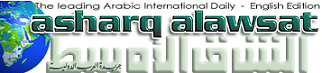 The leading Arabic International Daily - English Edition
asharq alawsat
الشرق الأوسط
جريدة العرب الدولية